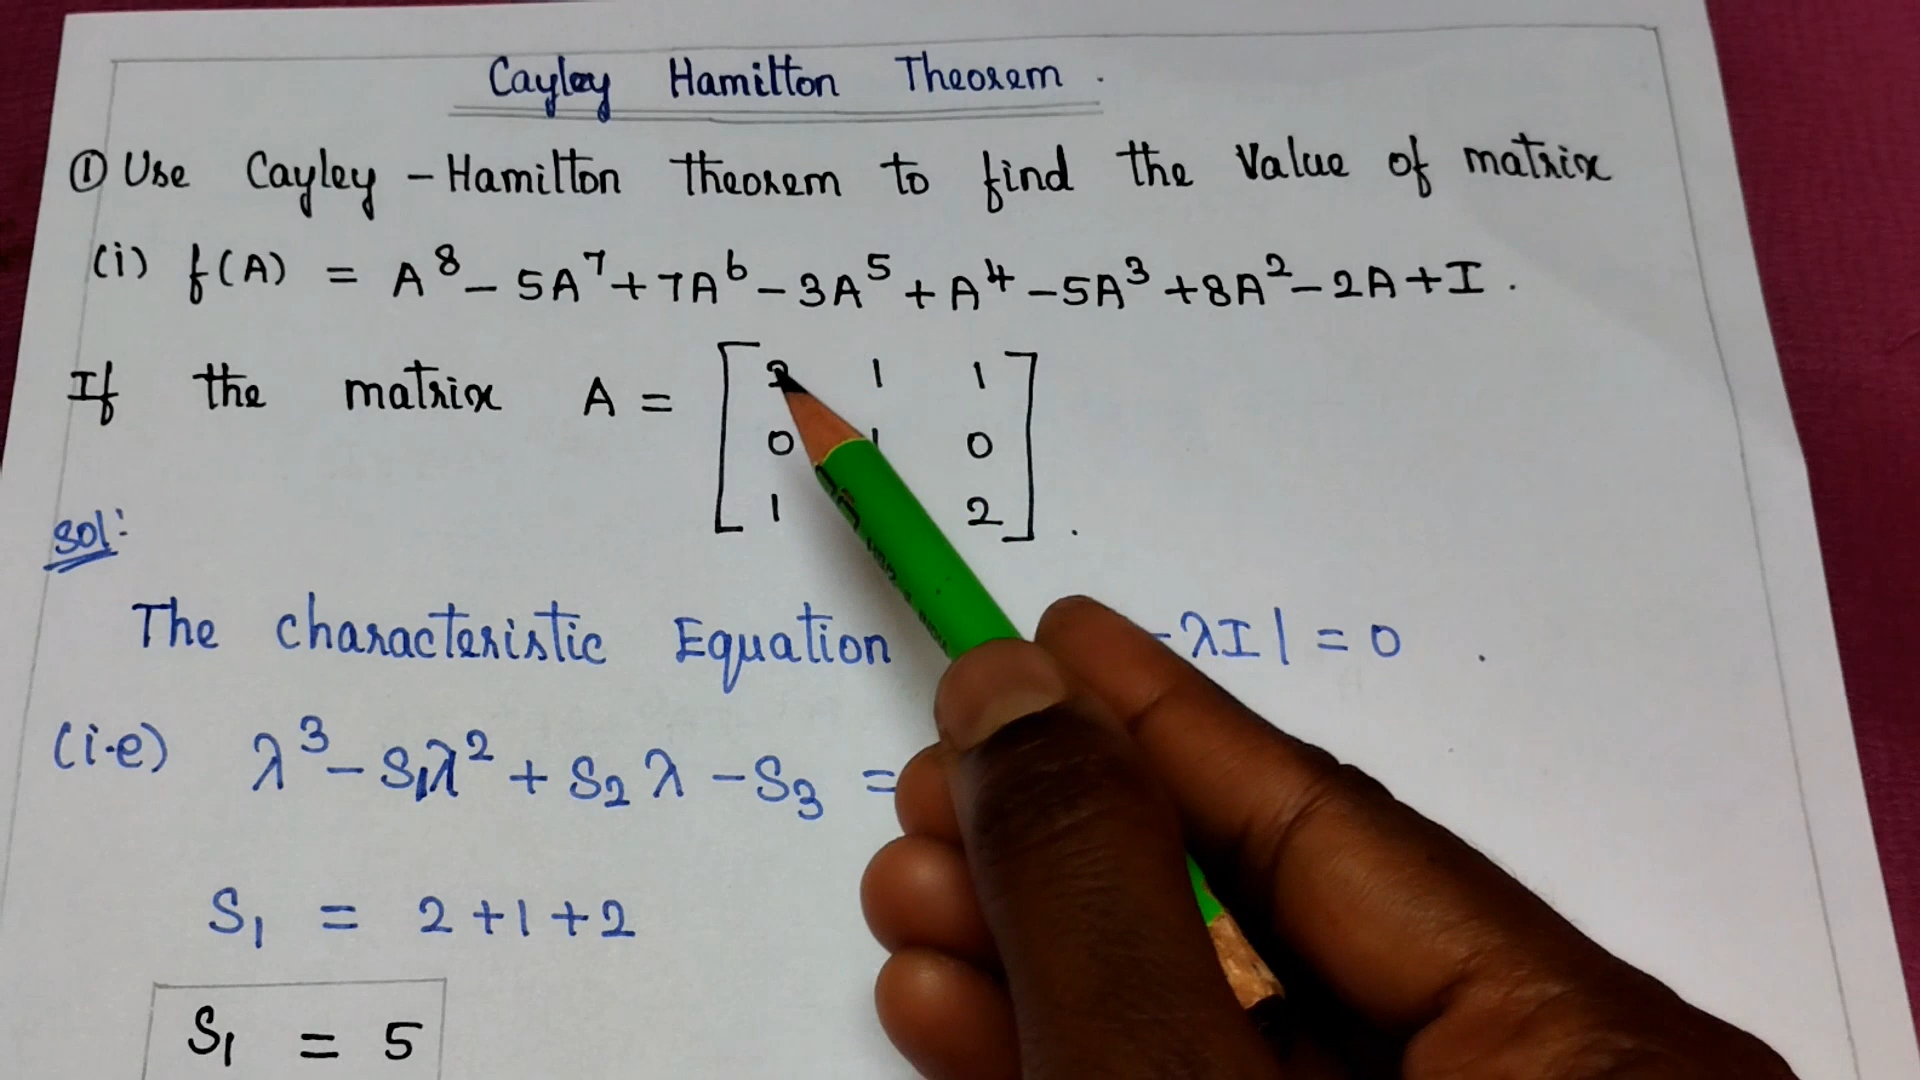 Cayley Hamilton Theorem.
① Use Cayley-Hamilton theorem to find the Value of matrix
(i) f(A) = A⁸ - 5A⁷ + 7A⁶ - 3A⁵ + A⁴ - 5A³ + 8A² - 2A + I.
If the matrix A = [2 1 1
0 1 0
1 2].
Sol:
The characteristic Equation -λI| = 0.
(i.e) λ³ - S₁λ² + S₂λ - S₃ =
S₁ = 2+1+2
S₁ = 5